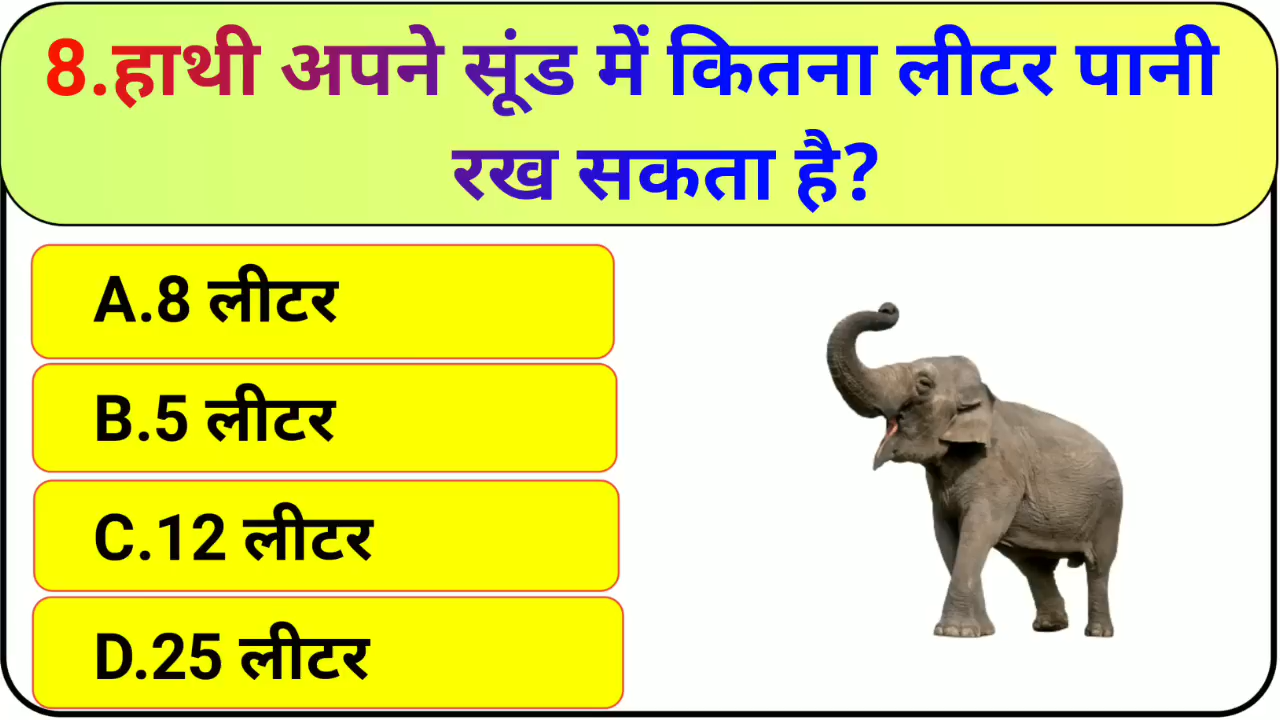 8.हाथी अपने सूंड में कितना लीटर पानी
रख सकता है?
A.8 लीटर
B.5 लीटर
C.12 लीटर
D.25 लीटर